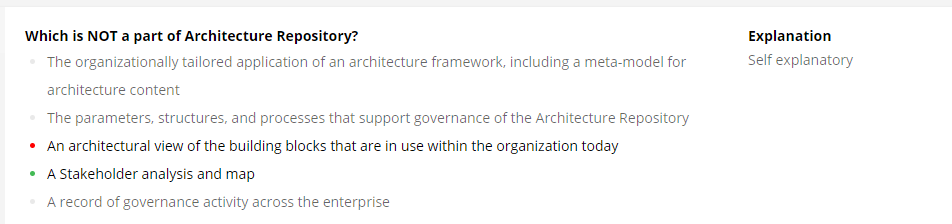 Which is NOT a part of Architecture Repository?
The organizationally tailored application of an architecture framework, including a meta-model for
architecture content
The parameters, structures, and processes that support governance of the Architecture Repository
An architectural view of the building blocks that are in use within the organization today
A Stakeholder analysis and map
A record of governance activity across the enterprise
Explanation
Self explanatory